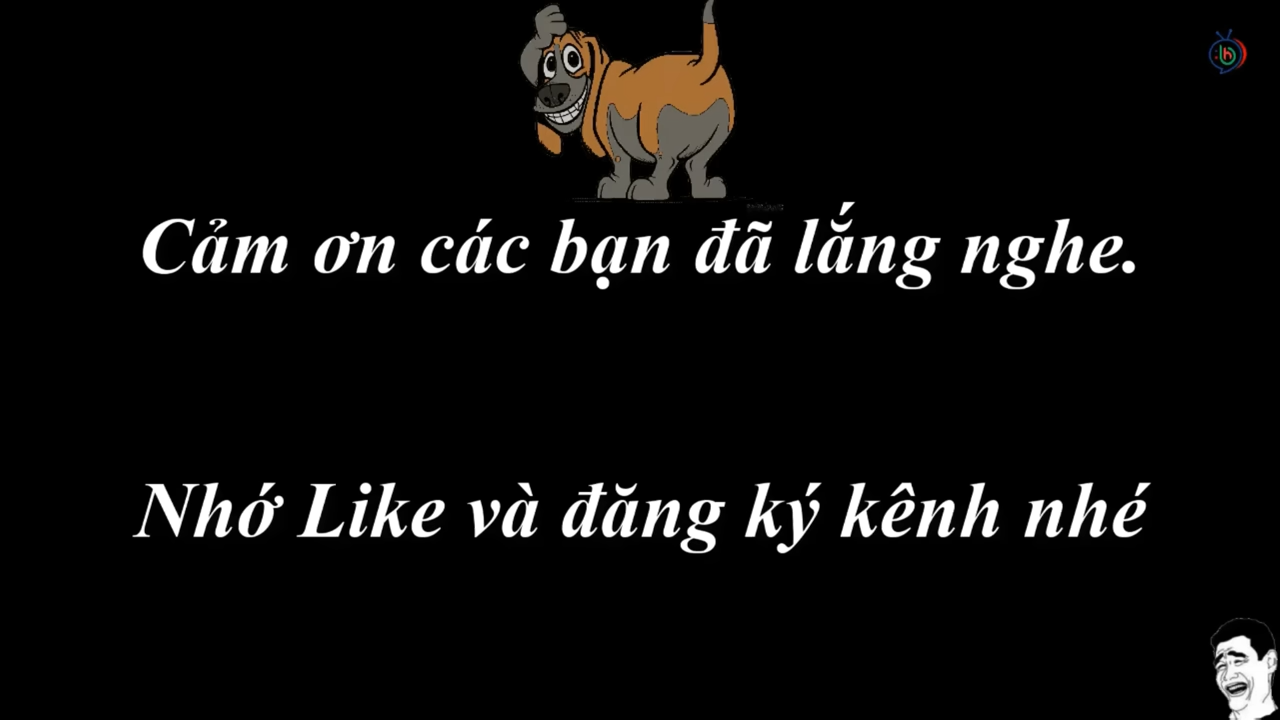 Cảm ơn các bạn đã lắng nghe.
Nhớ Like và đăng ký kênh nhé